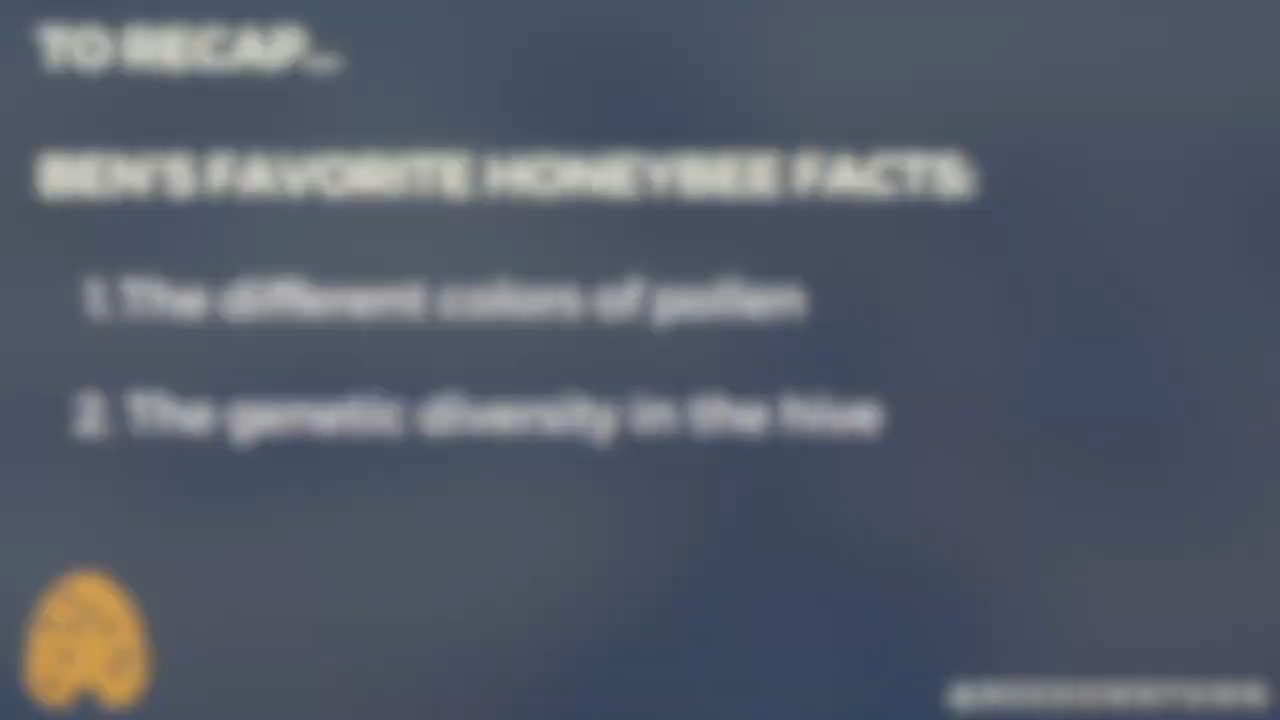 TO RECAP...
BEN'S FAVORITE HONEYBEE FACTS:
1. The different colors of pollen
2. The genetic diversity in the hive